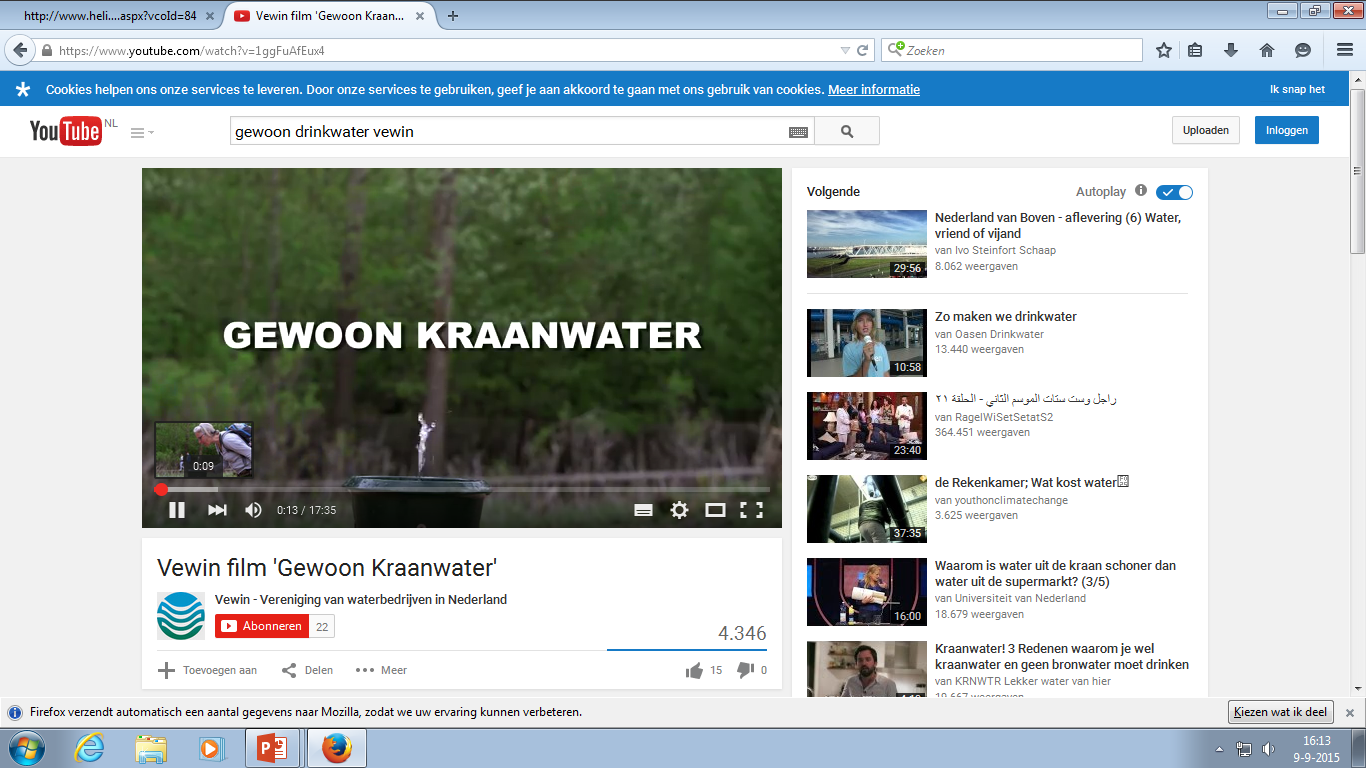 http://www.heli....aspx?vcoId=84
Vewin film 'Gewoon Kraan...
https://www.youtube.com/watch?v=1ggFuAfEux4
Zoeken
Cookies helpen ons onze services te leveren. Door onze services te gebruiken, geef je aan akkoord te gaan met ons gebruik van cookies. Meer informatie
Ik snap het
YouTube NL
gewoon drinkwater vewin
Uploaden
Inloggen
GEWOON KRAANWATER
0:09
0:13 / 17:35
Vewin film 'Gewoon Kraanwater'
Vewin - Vereniging van waterbedrijven in Nederland
Abonneren 22
4.346
Toevoegen aan
Delen
Meer
15
0
Volgende
Autoplay
29:56
Nederland van Boven - aflevering (6) Water,
vriend of vijand
van Ivo Steinfort Schaap
8.062 weergaven
10:58
Zo maken we drinkwater
van Oasen Drinkwater
13.440 weergaven
23:40
راجل وست ستات الموسم الثاني - الحلقة ٢١
van RagelWiSetSetatS2
364.451 weergaven
37:35
de Rekenkamer; Wat kost water
van youthonclimatechange
3.625 weergaven
16:00
Waarom is water uit de kraan schoner dan
water uit de supermarkt? (3/5)
van Universiteit van Nederland
18.679 weergaven
Kraanwater! 3 Redenen waarom je wel
kraanwater en geen bronwater moet drinken
van KRNWTR Lekker water van hier
Firefox verzendt automatisch een aantal gegevens naar Mozilla, zodat we uw ervaring kunnen verbeteren.
Kiezen wat ik deel
16:13
9-9-2015